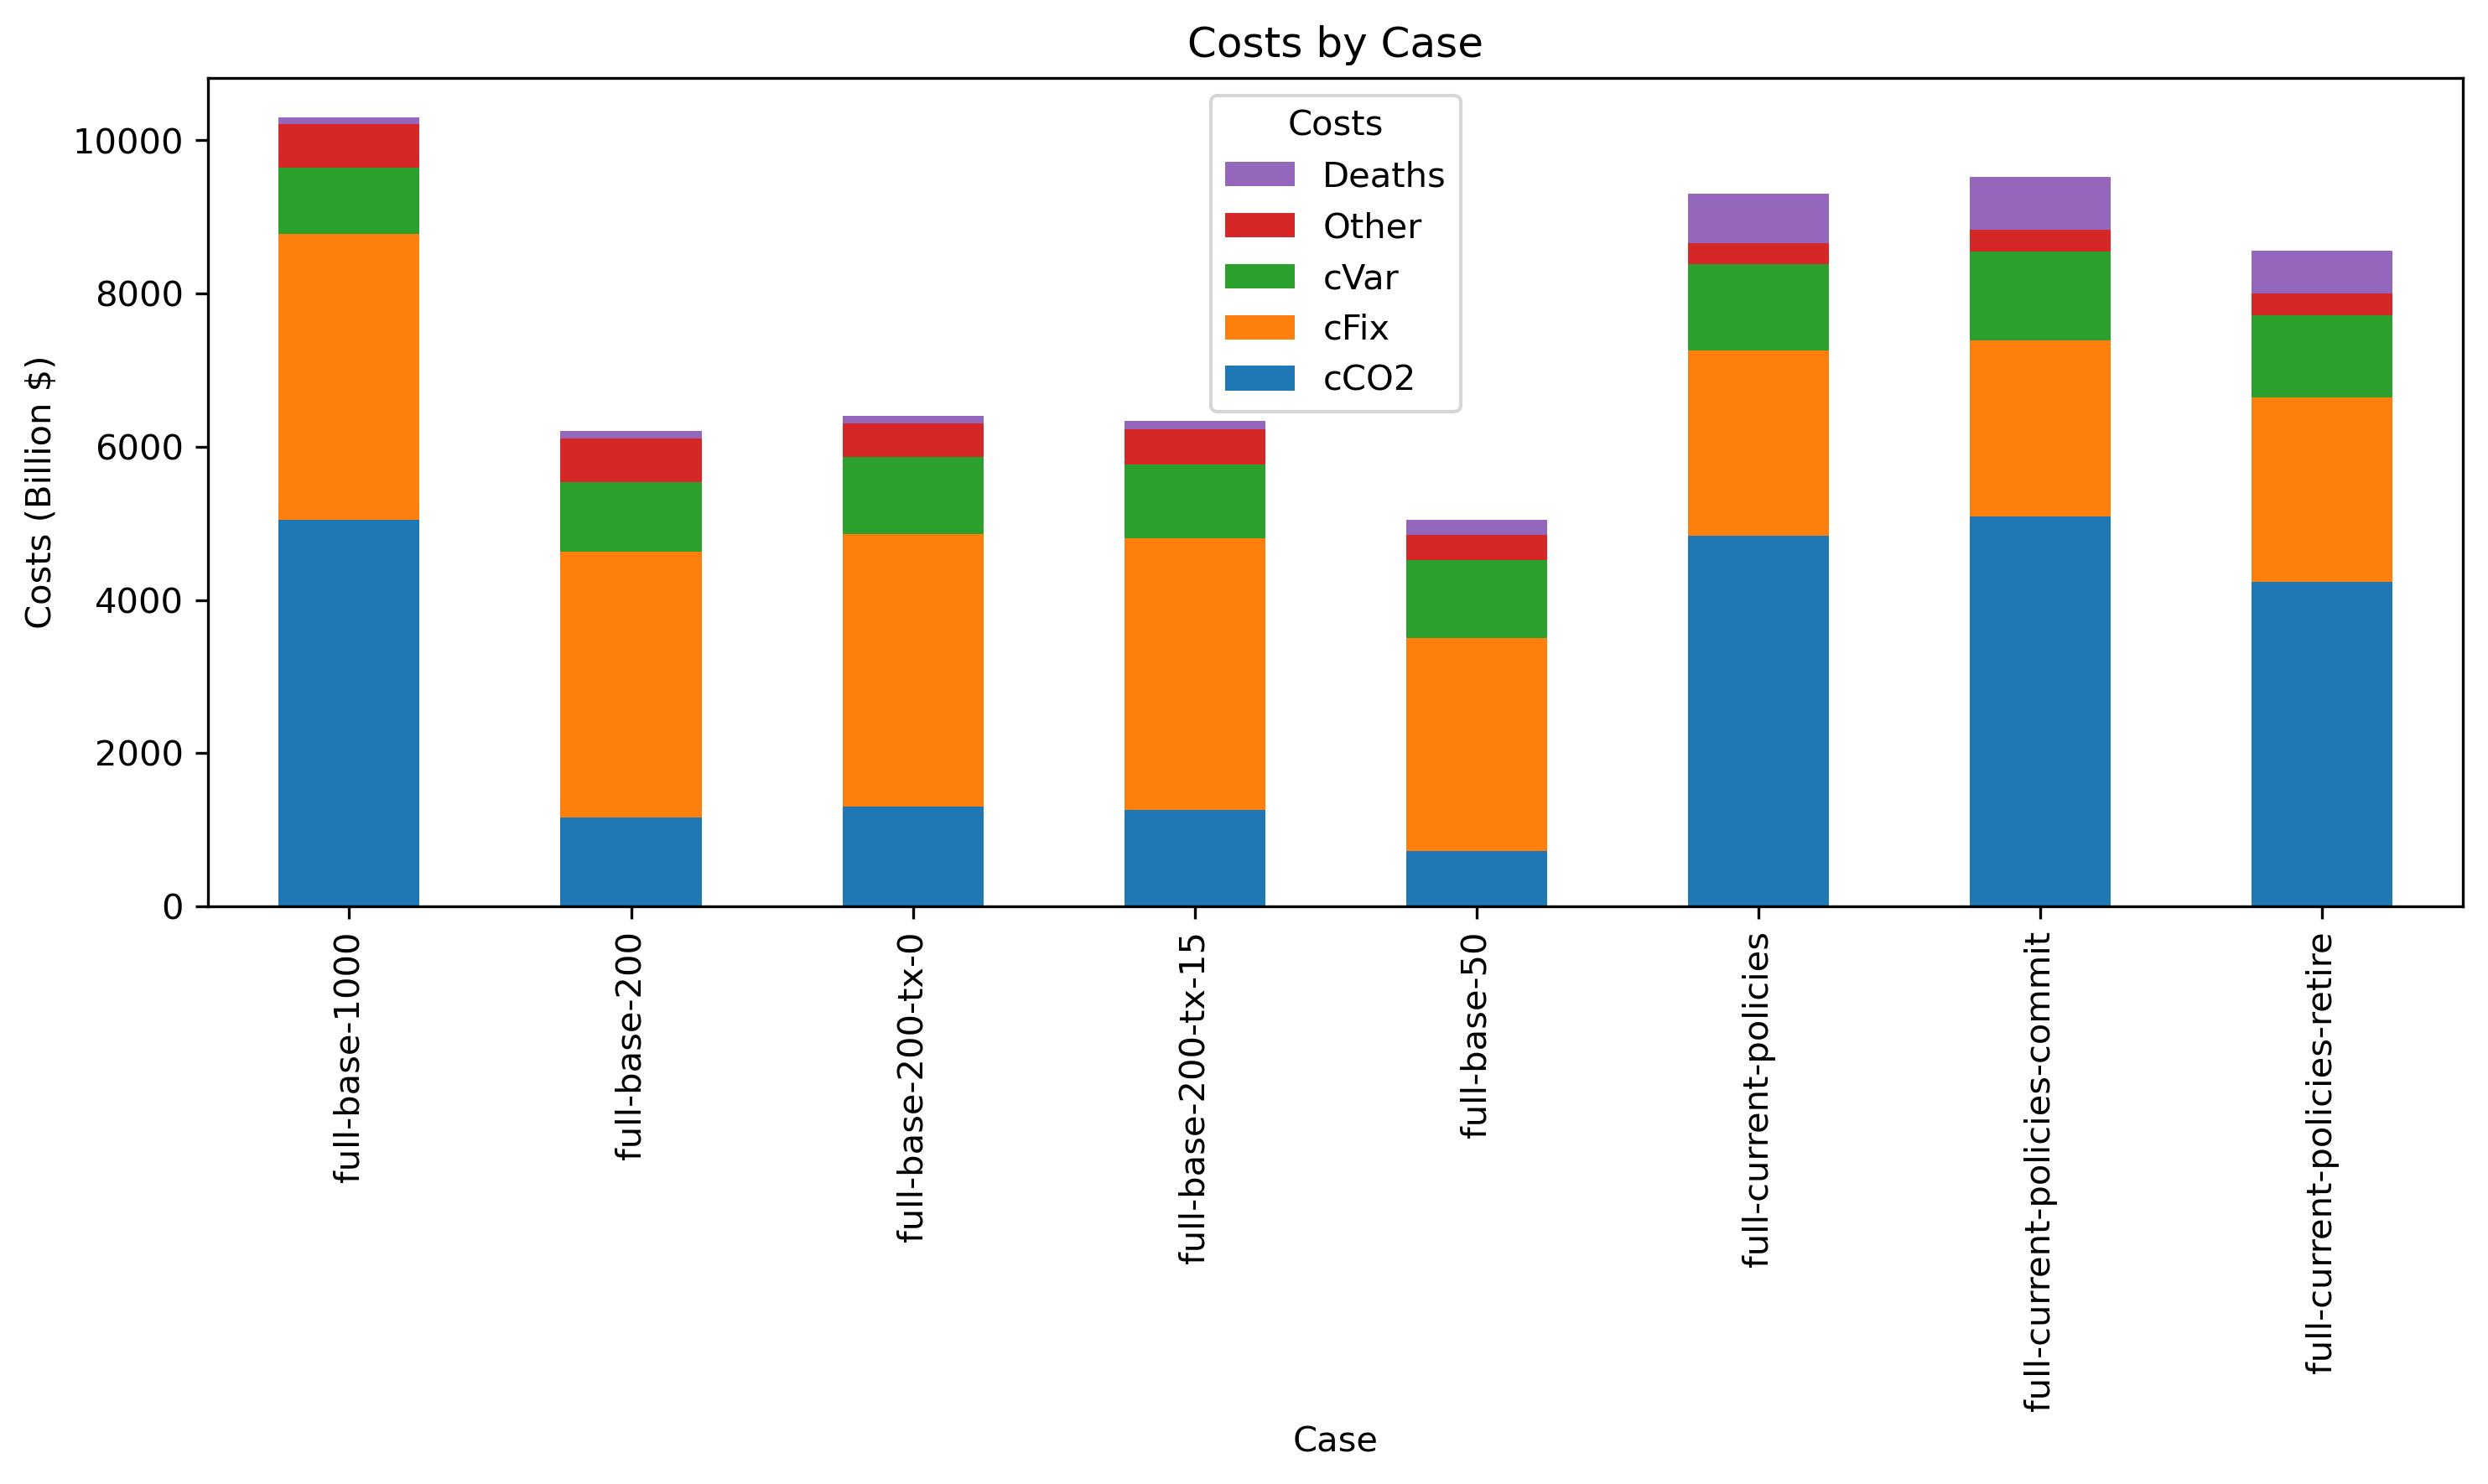 Costs by Case
Costs (Billion $)
10000
8000
6000
4000
2000
0
Costs
Deaths
Other
cVar
cFix
cCO2
full-base-1000
full-base-200
full-base-200-tx-0
full-base-200-tx-15
full-base-50
full-current-policies
full-current-policies-commit
full-current-policies-retire
Case